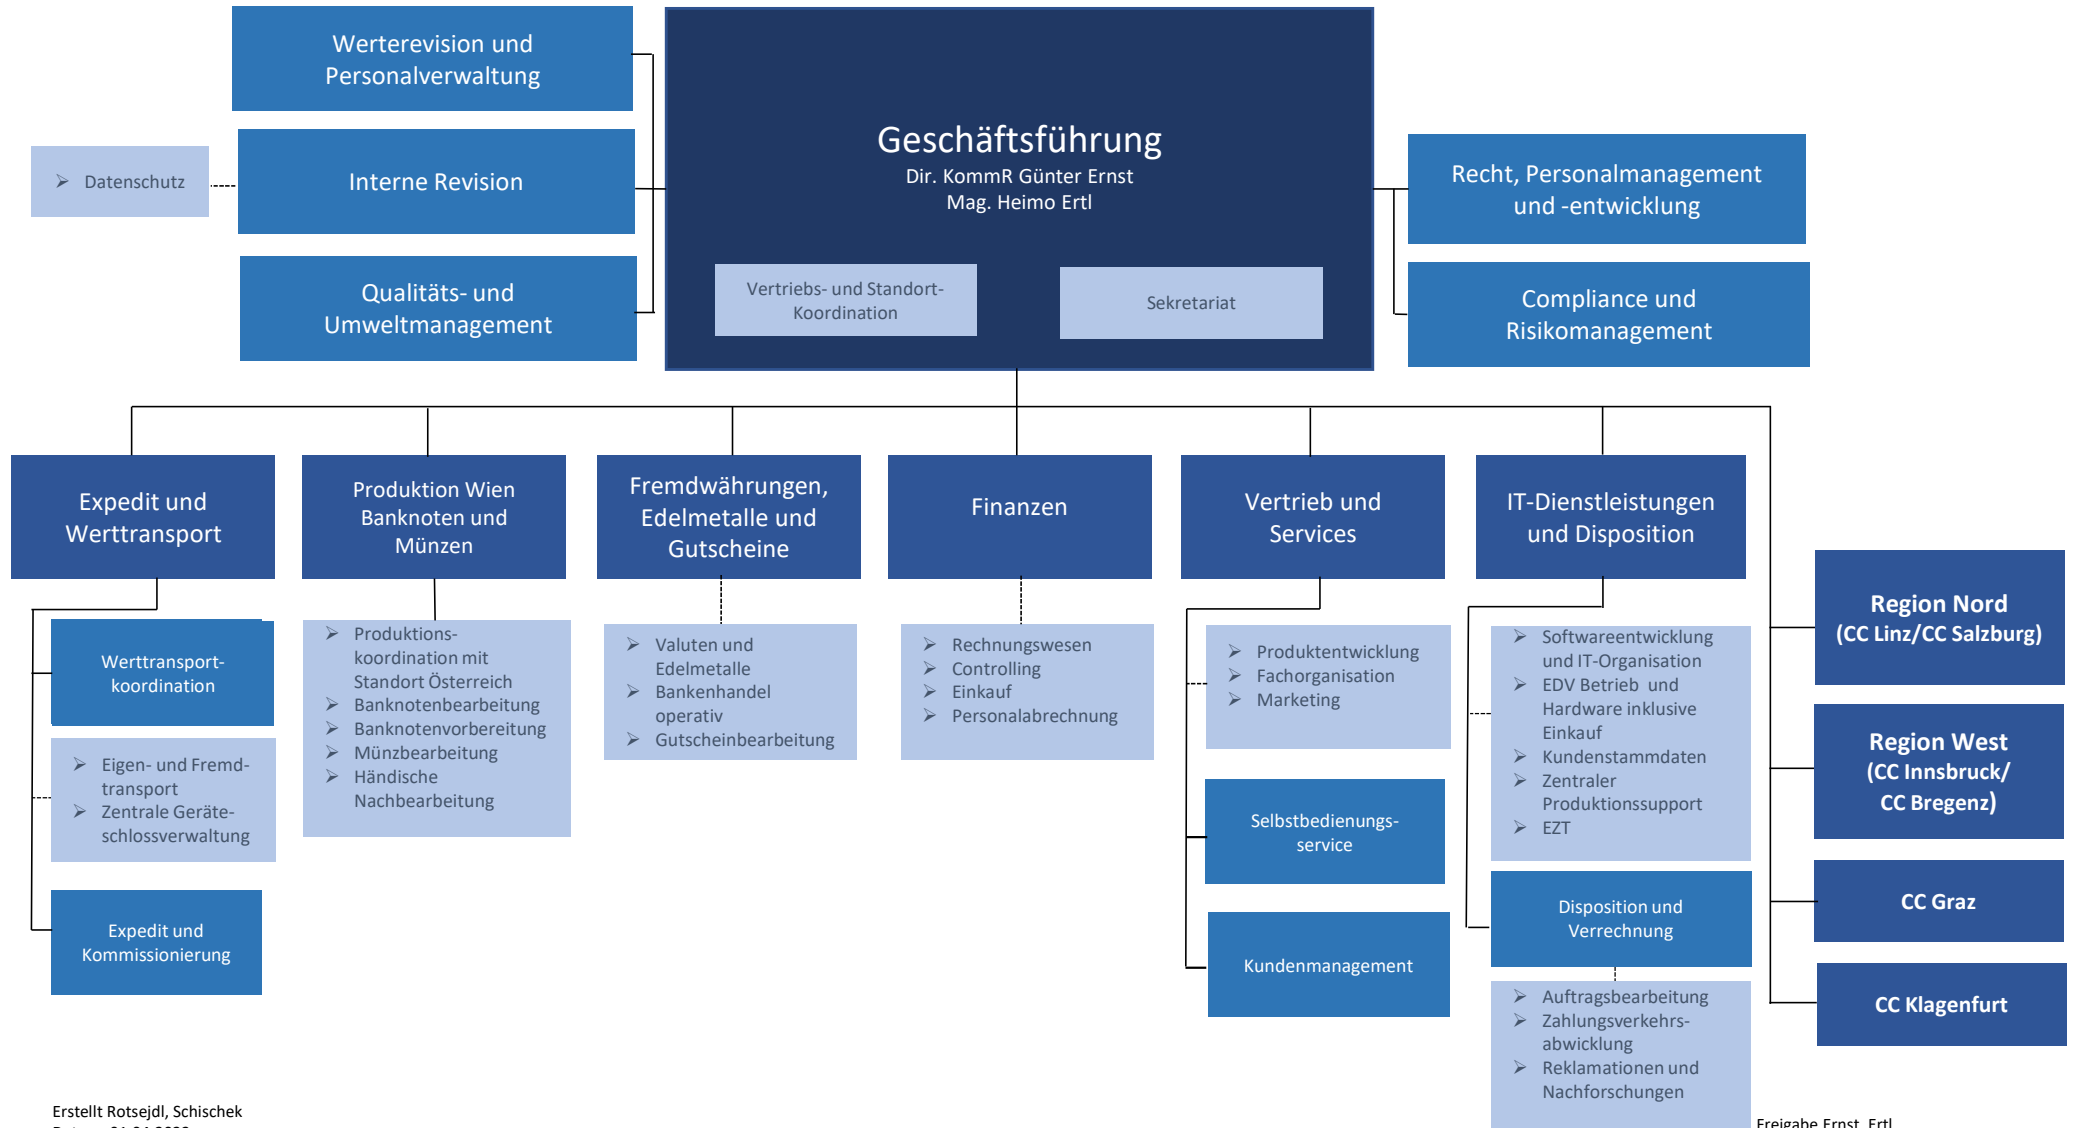 Werterevision und
Personalverwaltung
Geschäftsführung
Dir. KommR Günter Ernst
Mag. Heimo Ertl
Vertriebs- und Standort-
Koordination
Sekretariat
➢ Datenschutz
Interne Revision
Qualitäts- und
Umweltmanagement
Recht, Personalmanagement
und -entwicklung
Compliance und
Risikomanagement
Expedit und
Werttransport
Werttransport-
koordination
➢ Eigen- und Fremd-
transport
➢ Zentrale Geräte-
schlossverwaltung
Expedit und
Kommissionierung
Produktion Wien
Banknoten und
Münzen
➢ Produktions-
koordination mit
Standort Österreich
➢ Banknotenbearbeitung
➢ Banknotenvorbereitung
➢ Münzbearbeitung
➢ Händische
Nachbearbeitung
Fremdwährungen,
Edelmetalle und
Gutscheine
➢ Valuten und
Edelmetalle
➢ Bankenhandel
operativ
➢ Gutscheinbearbeitung
Finanzen
➢ Rechnungswesen
➢ Controlling
➢ Einkauf
➢ Personalabrechnung
Vertrieb und
Services
➢ Produktentwicklung
➢ Fachorganisation
➢ Marketing
Selbstbedienungs-
service
Kundenmanagement
IT-Dienstleistungen
und Disposition
➢ Softwareentwicklung
und IT-Organisation
➢ EDV Betrieb und
Hardware inklusive
Einkauf
➢ Kundenstammdaten
➢ Zentraler
Produktionssupport
➢ EZT
Disposition und
Verrechnung
➢ Auftragsbearbeitung
➢ Zahlungsverkehrs-
abwicklung
➢ Reklamationen und
Nachforschungen
Region Nord
(CC Linz/CC Salzburg)
Region West
(CC Innsbruck/
CC Bregenz)
CC Graz
CC Klagenfurt
Erstellt Rotsejdl, Schischek
Freigabe Ernst, Ertl